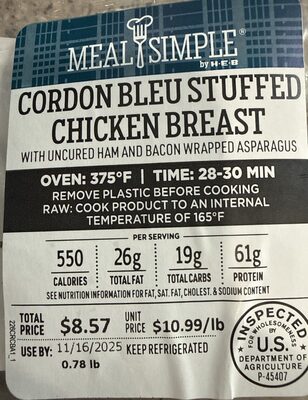 MEAL SIMPLE®
by H-E-B
CORDON BLEU STUFFED
CHICKEN BREAST
WITH UNCURED HAM AND BACON WRAPPED ASPARAGUS
OVEN: 375°F | TIME: 28-30 MIN
REMOVE PLASTIC BEFORE COOKING
RAW: COOK PRODUCT TO AN INTERNAL
TEMPERATURE OF 165°F
PER SERVING
550 26g 19g 61g
CALORIES TOTAL FAT TOTAL CARBS PROTEIN
SEE NUTRITION INFORMATION FOR FAT, SAT. FAT, CHOLEST. & SODIUM CONTENT
TOTAL PRICE $8.57 UNIT PRICE $10.99/lb
USE BY: 11/16/2025 KEEP REFRIGERATED
0.78 lb
INSPECTED
FOR WHOLESOMENESS
BY
U.S.
DEPARTMENT OF
AGRICULTURE
P-45407